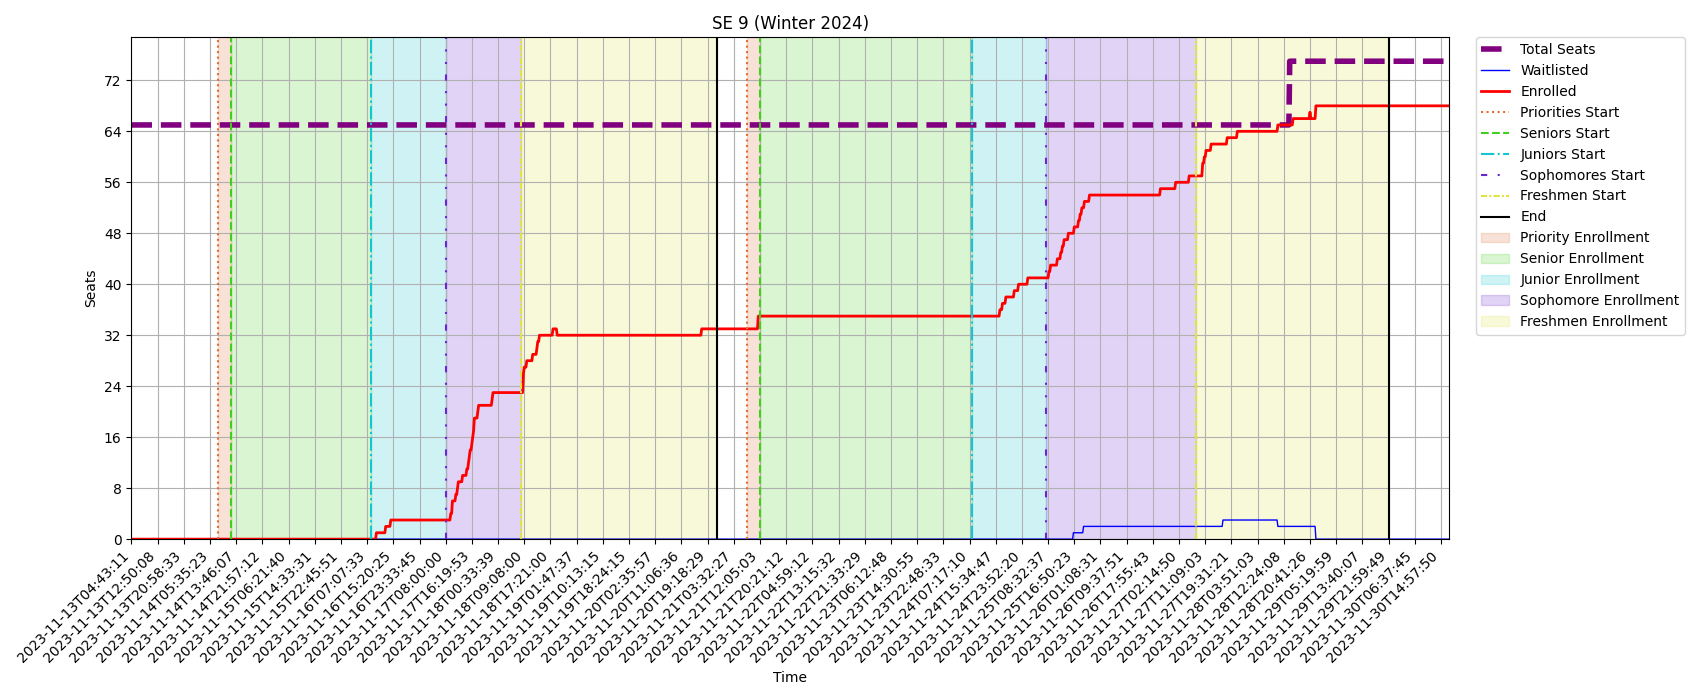 SE 9 (Winter 2024)
Seats
72
64
56
48
40
32
24
16
8
0
2023-11-13T04:43:11
2023-11-13T12:50:08
2023-11-13T20:58:33
2023-11-14T05:35:23
2023-11-14T13:46:07
2023-11-14T21:57:12
2023-11-15T06:21:40
2023-11-15T14:33:31
2023-11-15T22:45:51
2023-11-16T07:07:33
2023-11-16T15:20:25
2023-11-16T23:33:45
2023-11-17T08:00:00
2023-11-17T16:19:53
2023-11-18T00:33:39
2023-11-18T09:08:00
2023-11-18T17:21:00
2023-11-19T01:47:37
2023-11-19T10:13:15
2023-11-19T18:24:15
2023-11-20T02:35:57
2023-11-20T11:06:36
2023-11-20T19:18:29
2023-11-21T03:32:27
2023-11-21T12:05:03
2023-11-21T20:21:12
2023-11-22T04:59:12
2023-11-22T13:15:32
2023-11-22T21:33:29
2023-11-23T06:12:48
2023-11-23T14:30:55
2023-11-23T22:48:33
2023-11-24T07:17:10
2023-11-24T15:34:47
2023-11-24T23:52:20
2023-11-25T08:32:37
2023-11-25T16:50:23
2023-11-26T01:08:31
2023-11-26T09:37:51
2023-11-26T17:55:43
2023-11-27T02:14:50
2023-11-27T11:09:03
2023-11-27T19:31:21
2023-11-28T03:51:03
2023-11-28T12:24:08
2023-11-28T20:41:26
2023-11-29T05:19:59
2023-11-29T13:40:07
2023-11-29T21:59:49
2023-11-30T06:37:45
2023-11-30T14:57:50
Time
Total Seats
Waitlisted
Enrolled
Priorities Start
Seniors Start
Juniors Start
Sophomores Start
Freshmen Start
End
Priority Enrollment
Senior Enrollment
Junior Enrollment
Sophomore Enrollment
Freshmen Enrollment